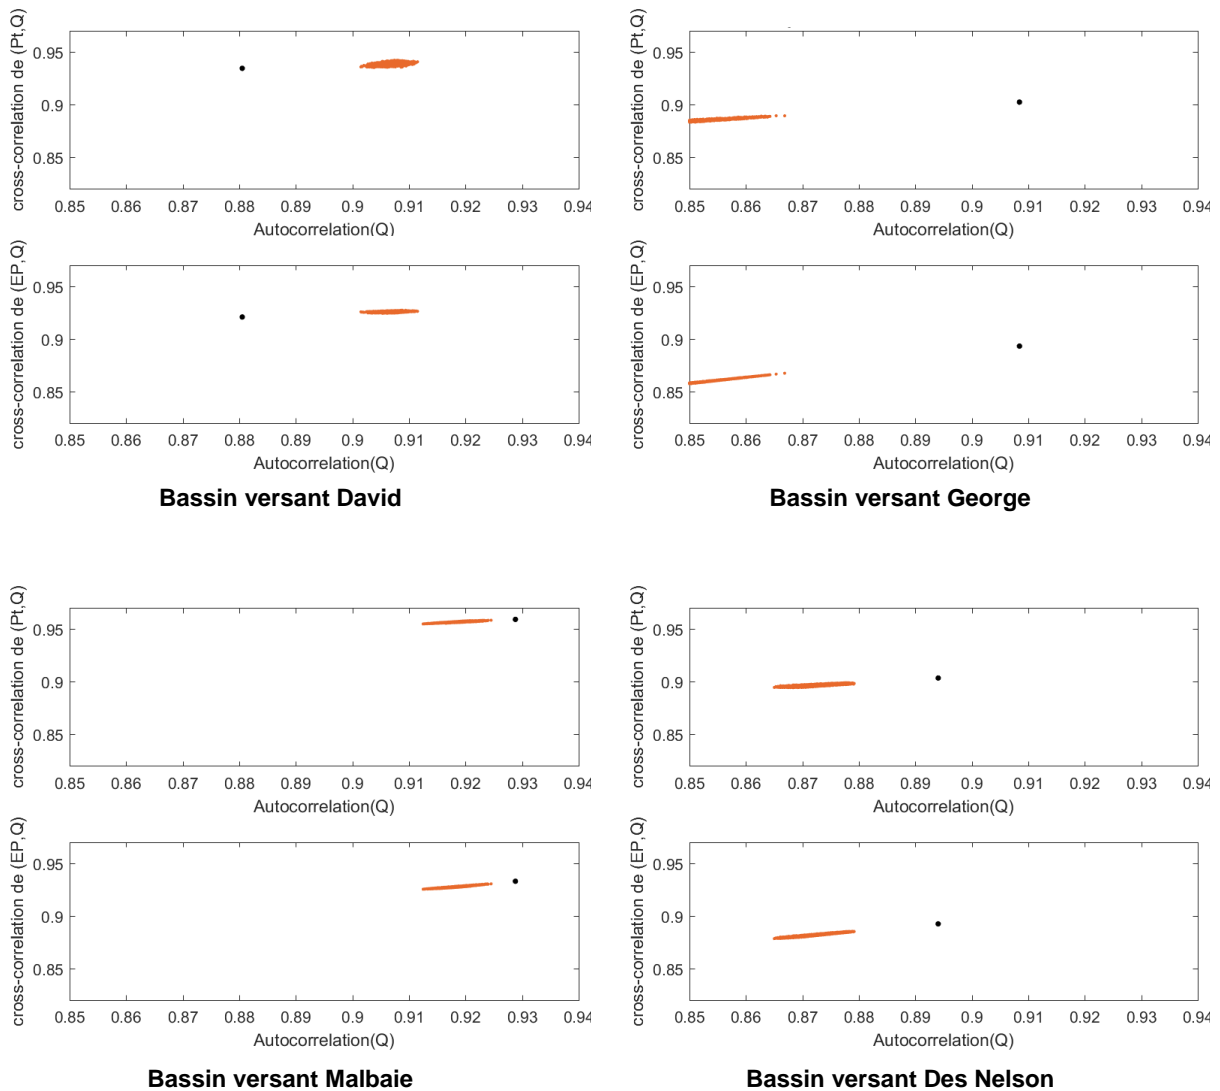 cross-correlation de (Pt,Q)
0.95
0.9
0.85
0.85 0.86 0.87 0.88 0.89 0.9 0.91 0.92 0.93 0.94
Autocorrelation(Q)
cross-correlation de (EP,Q)
0.95
0.9
0.85
0.85 0.86 0.87 0.88 0.89 0.9 0.91 0.92 0.93 0.94
Autocorrelation(Q)
Bassin versant David
cross-correlation de (Pt,Q)
0.95
0.9
0.85
0.85 0.86 0.87 0.88 0.89 0.9 0.91 0.92 0.93 0.94
Autocorrelation(Q)
cross-correlation de (EP,Q)
0.95
0.9
0.85
0.85 0.86 0.87 0.88 0.89 0.9 0.91 0.92 0.93 0.94
Autocorrelation(Q)
Bassin versant George
cross-correlation de (Pt,Q)
0.95
0.9
0.85
0.85 0.86 0.87 0.88 0.89 0.9 0.91 0.92 0.93 0.94
Autocorrelation(Q)
cross-correlation de (EP,Q)
0.95
0.9
0.85
0.85 0.86 0.87 0.88 0.89 0.9 0.91 0.92 0.93 0.94
Autocorrelation(Q)
Bassin versant Malbaie
cross-correlation de (Pt,Q)
0.95
0.9
0.85
0.85 0.86 0.87 0.88 0.89 0.9 0.91 0.92 0.93 0.94
Autocorrelation(Q)
cross-correlation de (EP,Q)
0.95
0.9
0.85
0.85 0.86 0.87 0.88 0.89 0.9 0.91 0.92 0.93 0.94
Autocorrelation(Q)
Bassin versant Des Nelson